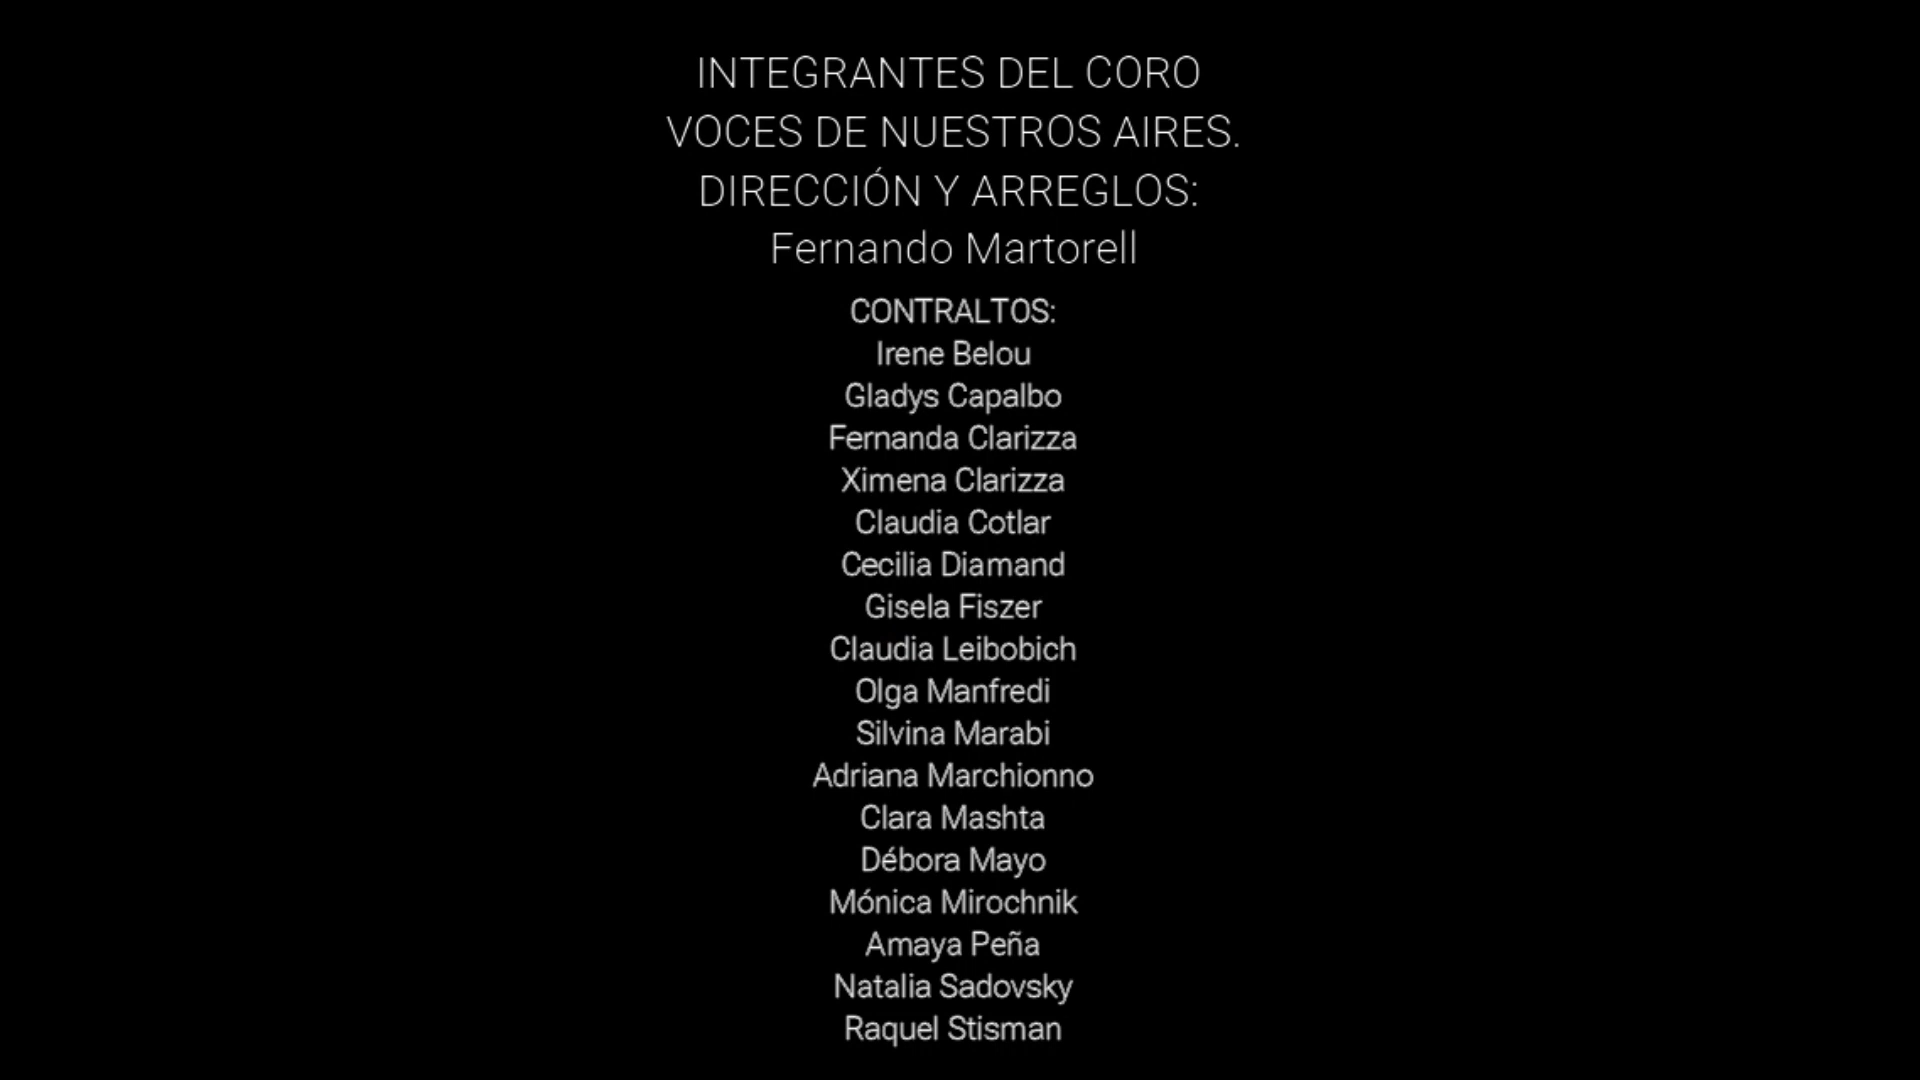 INTEGRANTES DEL CORO
VOCES DE NUESTROS AIRES.
DIRECCIÓN Y ARREGLOS:
Fernando Martorell
CONTRALTOS:
Irene Belou
Gladys Capalbo
Fernanda Clarizza
Ximena Clarizza
Claudia Cotlar
Cecilia Diamand
Gisela Fiszer
Claudia Leibobich
Olga Manfredi
Silvina Marabi
Adriana Marchionno
Clara Mashta
Débora Mayo
Mónica Mirochnik
Amaya Peña
Natalia Sadovsky
Raquel Stisman